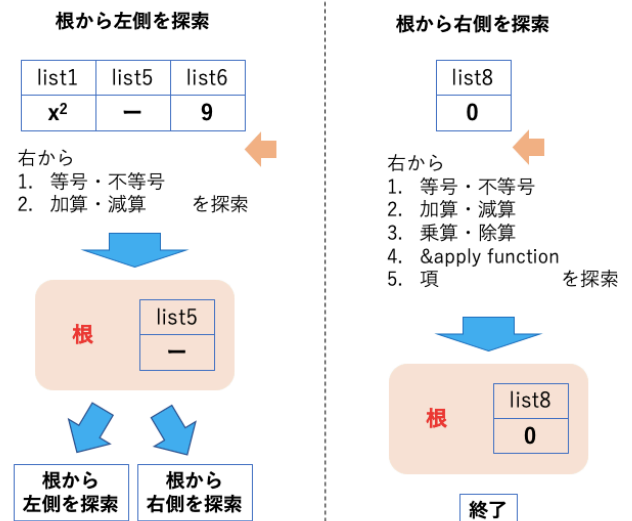 根から左側を探索
list1 list5 list6
x² ー 9
右から
1. 等号・不等号
2. 加算・減算 を探索
根
list5
ー
根から
左側を探索
根から
右側を探索
根から右側を探索
list8
0
右から
1. 等号・不等号
2. 加算・減算
3. 乗算・除算
4. &apply function
5. 項 を探索
根
list8
0
終了